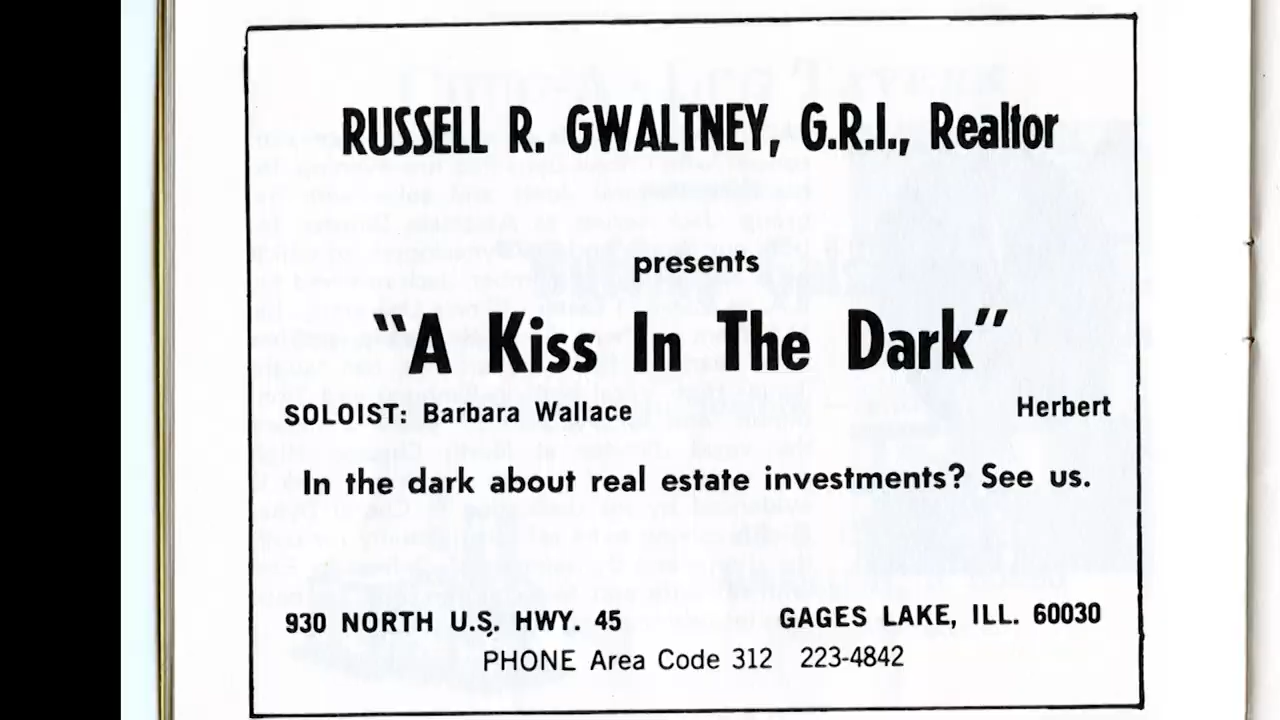 RUSSELL R. GWALTNEY, G.R.I., Realtor
presents
"A Kiss In The Dark"
SOLOIST: Barbara Wallace Herbert
In the dark about real estate investments? See us.
930 NORTH U.S. HWY. 45 GAGES LAKE, ILL. 60030
PHONE Area Code 312 223-4842